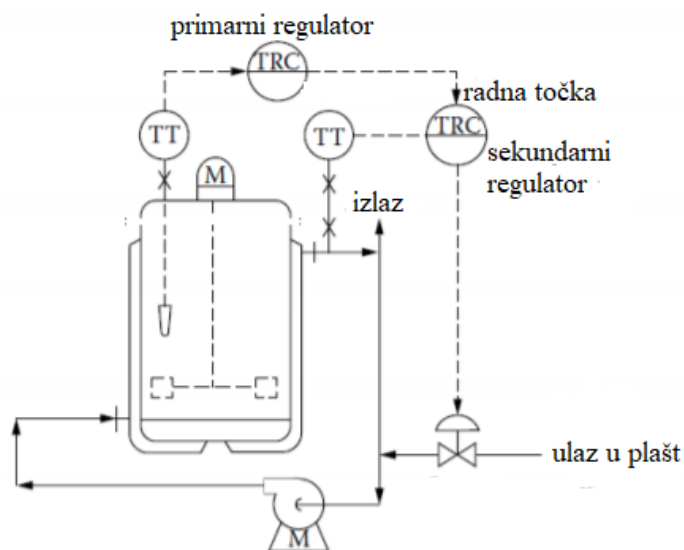 primarni regulator
TRC
radna točka
TT
TT
TRC
sekundarni
regulator
M
izlaz
ulaz u plašt
M